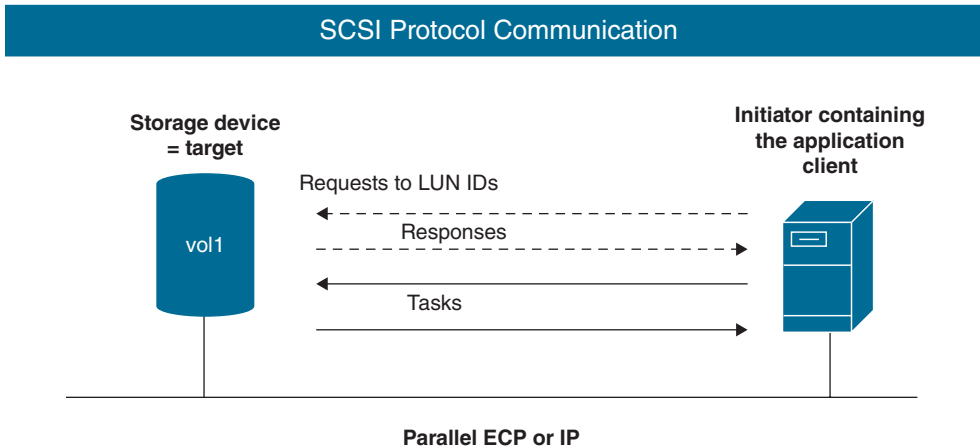 SCSI Protocol Communication
Storage device
= target
Initiator containing
the application
client
Requests to LUN IDs
Responses
vol1
Tasks
Parallel ECP or IP